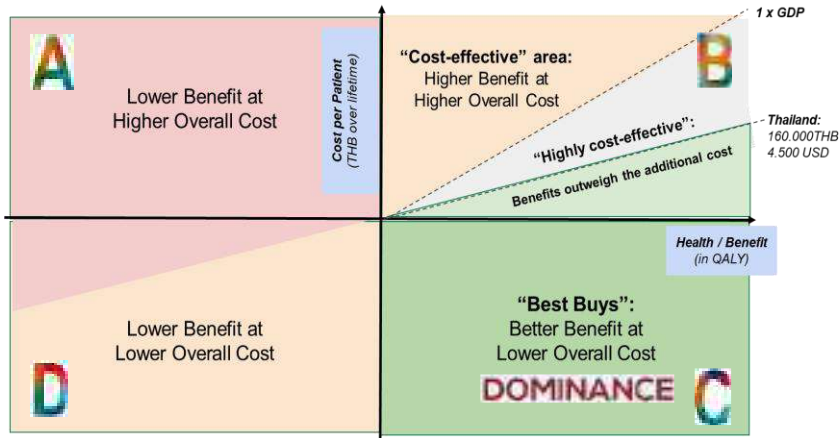 A
Lower Benefit at
Higher Overall Cost
Cost per Patient
(THB over lifetime)
"Cost-effective" area:
Higher Benefit at
Higher Overall Cost
B
1 x GDP
"Highly cost-effective":
Benefits outweigh the additional cost
Thailand:
160.000THB
4.500 USD
Health / Benefit
(in QALY)
Lower Benefit at
Lower Overall Cost
D
"Best Buys":
Better Benefit at
Lower Overall Cost
DOMINANCE
C